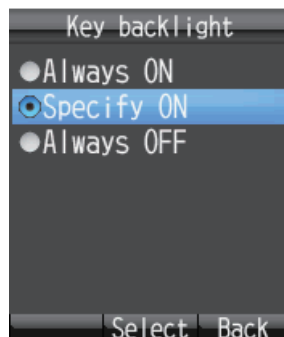 Key backlight
Always ON
Specify ON
Always OFF
Select Back